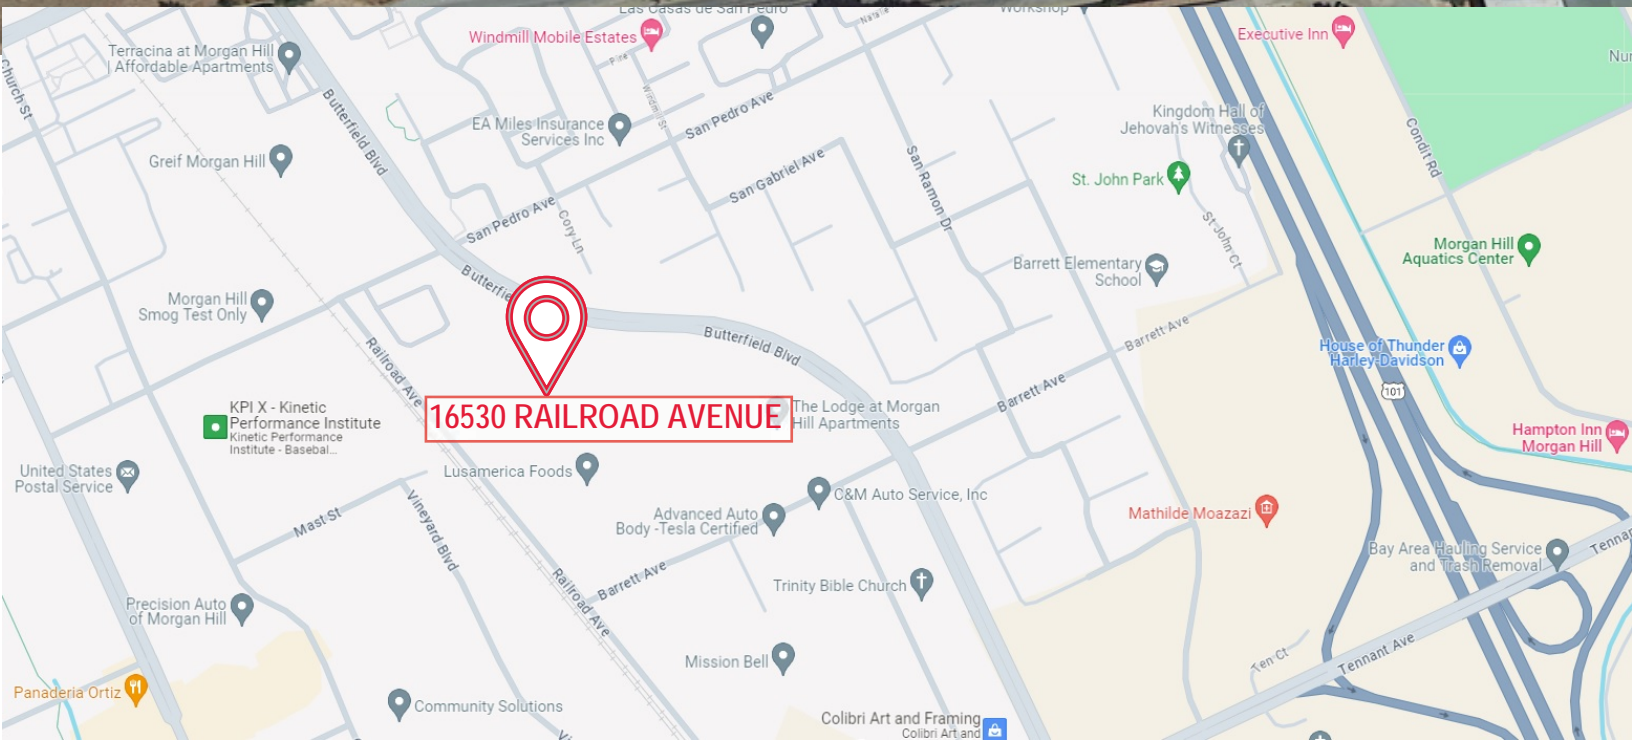 Las Casas de San Pedro
Workshop
Natalie
Windmill Mobile Estates
Executive Inn
Terracina at Morgan Hill
| Affordable Apartments
Pine
Church St
Butterfield Blvd
Windmill St
San Pedro Ave
EA Miles Insurance
Services Inc
Kingdom Hall of
Jehovah's Witnesses
Condit Rd
Greif Morgan Hill
San Gabriel Ave
San Ramon Dr
St. John Park
San Pedro Ave
Cory Ln
St John Ct
Morgan Hill
Aquatics Center
Barrett Elementary
School
Morgan Hill
Smog Test Only
Butterfield Blvd
Barrett Ave
House of Thunder
Harley-Davidson
Railroad Ave
101
Barrett Ave
KPI X - Kinetic
Performance Institute
Kinetic Performance
Institute - Basebal...
16530 RAILROAD AVENUE
The Lodge at Morgan
Hill Apartments
Hampton Inn
Morgan Hill
United States
Postal Service
Lusamerica Foods
C&M Auto Service, Inc
Mast St
Vineyard Blvd
Advanced Auto
Body -Tesla Certified
Mathilde Moazazi
Bay Area Hauling Service
and Trash Removal
Railroad Ave
Barrett Ave
Trinity Bible Church
Precision Auto
of Morgan Hill
Mission Bell
Ten Ct
Tennant Ave
Panaderia Ortiz
Community Solutions
Colibri Art and Framing
Colibri Art and